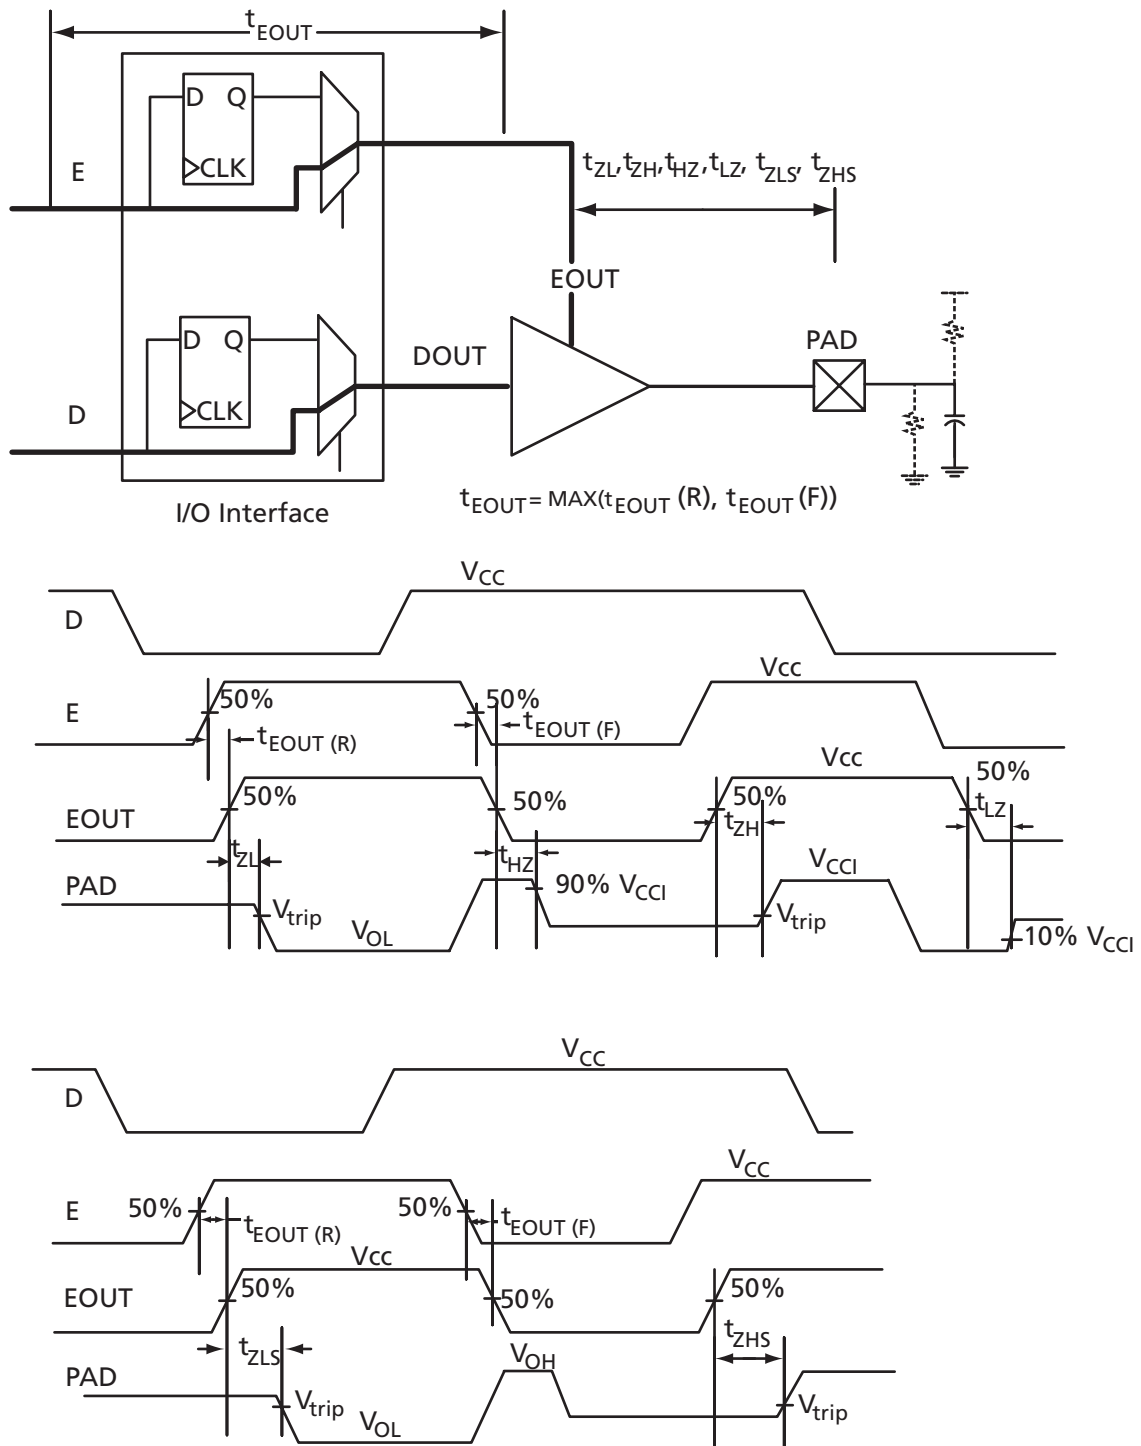 tEOUT
D Q
CLK
E
tZL, tZH, tHZ, tLZ, tZLS, tZHS
EOUT
D Q
CLK
DOUT
PAD
D
I/O Interface
tEOUT = MAX(tEOUT (R), tEOUT (F))
VCC
D
Vcc
E
50%
50%
tEOUT (R)
tEOUT (F)
Vcc
50%
50%
50%
50%
EOUT
tZL
tHZ
tZH
tLZ
PAD
Vtrip
VOL
90% VCCI
Vtrip
VCCI
10% VCCI
VCC
D
VCC
E
50%
50%
tEOUT (R)
tEOUT (F)
Vcc
EOUT
50%
50%
50%
tZLS
tZHS
PAD
VOH
Vtrip
VOL
Vtrip